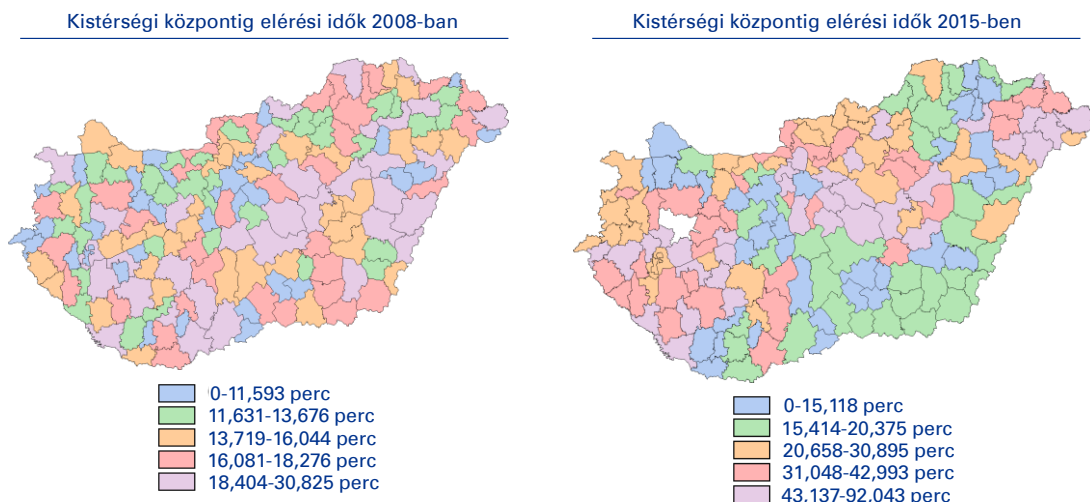 Kistérségi központig elérési idők 2008-ban
0-11,593 perc
11,631-13,676 perc
13,719-16,044 perc
16,081-18,276 perc
18,404-30,825 perc
Kistérségi központig elérési idők 2015-ben
0-15,118 perc
15,414-20,375 perc
20,658-30,895 perc
31,048-42,993 perc
43,137-92,043 perc